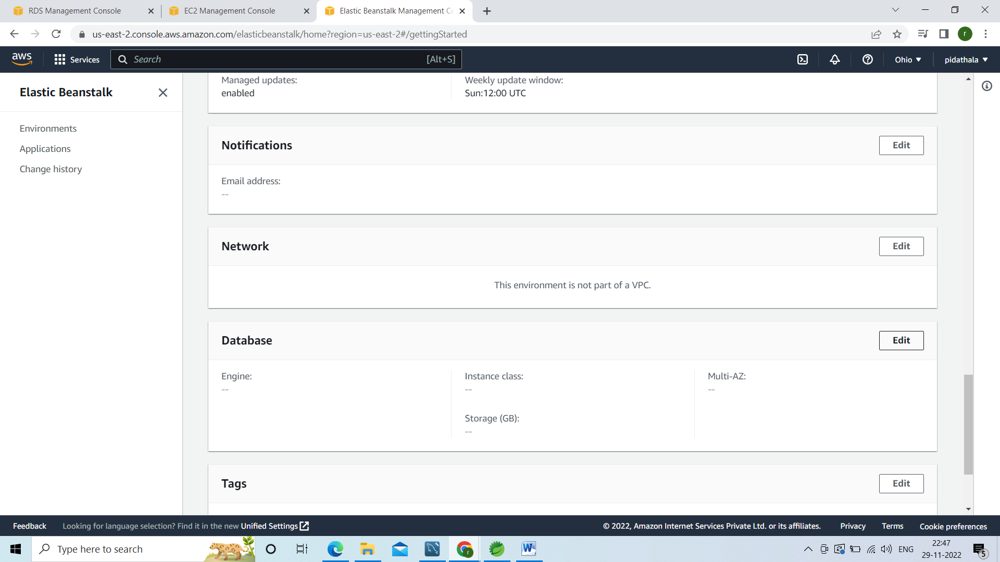 RDS Management Console
EC2 Management Console
Elastic Beanstalk Management Co
us-east-2.console.aws.amazon.com/elasticbeanstalk/home?region=us-east-2#/gettingStarted
r
aws
Services
Search
[Alt+S]
Ohio
pidathala
Elastic Beanstalk
Environments
Applications
Change history
Managed updates:
enabled
Weekly update window:
Sun:12:00 UTC
Notifications
Edit
Email address:
--
Network
Edit
This environment is not part of a VPC.
Database
Edit
Engine:
--
Instance class:
--
Storage (GB):
--
Multi-AZ:
--
Tags
Edit
Feedback
Looking for language selection? Find it in the new Unified Settings
© 2022, Amazon Internet Services Private Ltd. or its affiliates.
Privacy
Terms
Cookie preferences
Type here to search
ENG
22:47
29-11-2022
5